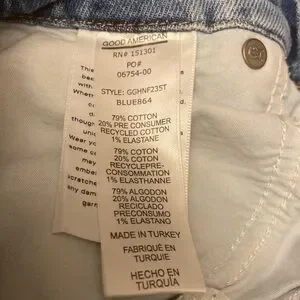 GOOD AMERICAN
RN# 151301
PO#
06754-00
STYLE: GGHNF235T
BLUE864
79% COTTON
20% PRE CONSUMER
RECYCLED COTTON
1% ELASTANE
79% COTON
20% COTON
RECYCLEPRE-
CONSOMMATION
1% ELASTHANNE
79% ALGODON
20% ALGODON
RECICLADO
PRECONSUMO
1% ELASTANO
MADE IN TURKEY
FABRIQUÉ EN
TURQUIE
HECHO EN
TURQUÍA